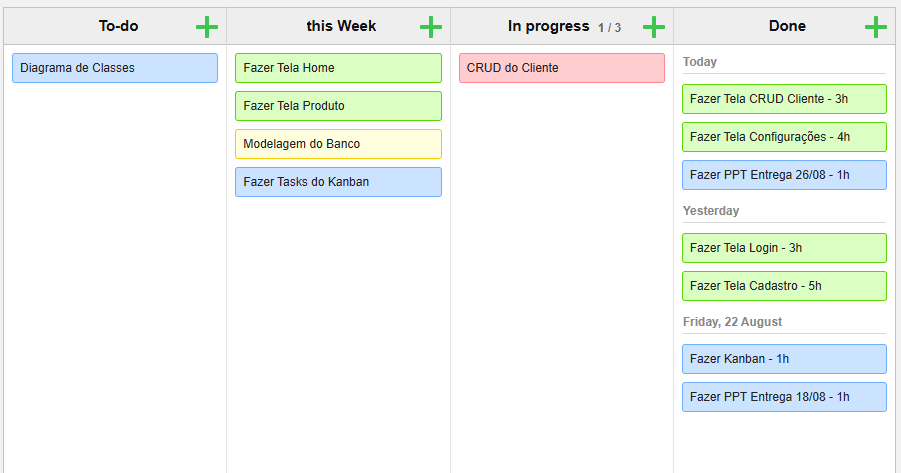 To-do
Diagrama de Classes
this Week
Fazer Tela Home
Fazer Tela Produto
Modelagem do Banco
Fazer Tasks do Kanban
In progress 1 / 3
CRUD do Cliente
Done
Today
Fazer Tela CRUD Cliente - 3h
Fazer Tela Configurações - 4h
Fazer PPT Entrega 26/08 - 1h
Yesterday
Fazer Tela Login - 3h
Fazer Tela Cadastro - 5h
Friday, 22 August
Fazer Kanban - 1h
Fazer PPT Entrega 18/08 - 1h